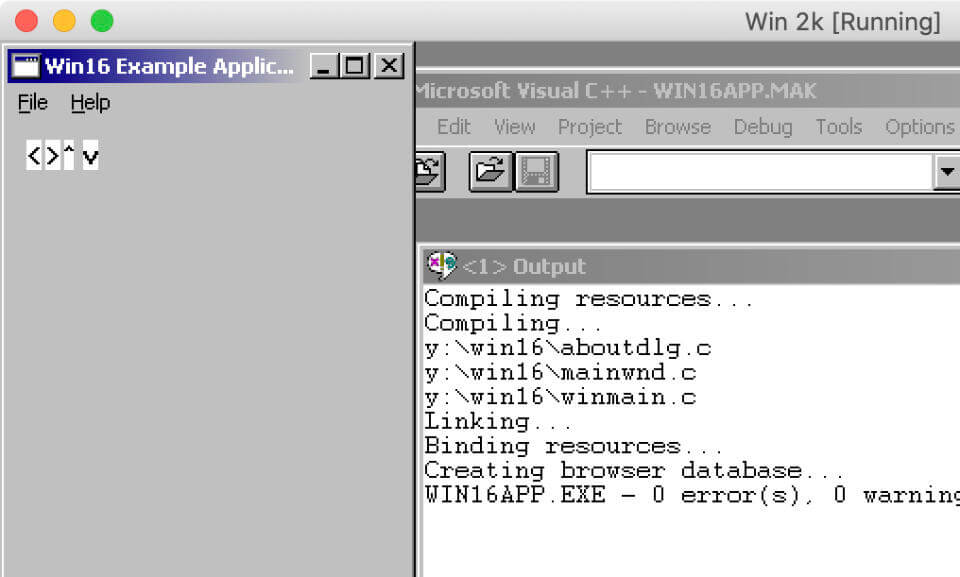 Win 2k [Running]
Win16 Example Applic...
File Help
<>^ v
Microsoft Visual C++ - WIN16APP.MAK
Edit View Project Browse Debug Tools Options
<1> Output
Compiling resources...
Compiling...
y:\win16\aboutdlg.c
y:\win16\mainwnd.c
y:\win16\winmain.c
Linking...
Binding resources...
Creating browser database...
WIN16APP.EXE - 0 error(s), 0 warning